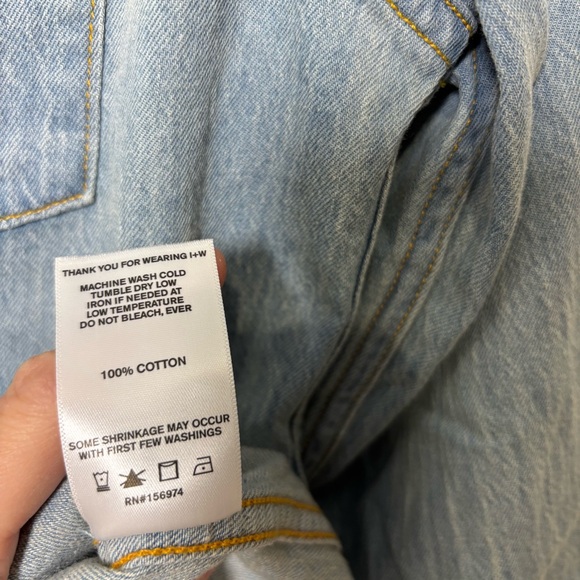 THANK YOU FOR WEARING I+W
MACHINE WASH COLD
TUMBLE DRY LOW
IRON IF NEEDED AT
LOW TEMPERATURE
DO NOT BLEACH, EVER
100% COTTON
SOME SHRINKAGE MAY OCCUR
WITH FIRST FEW WASHINGS
RN#156974